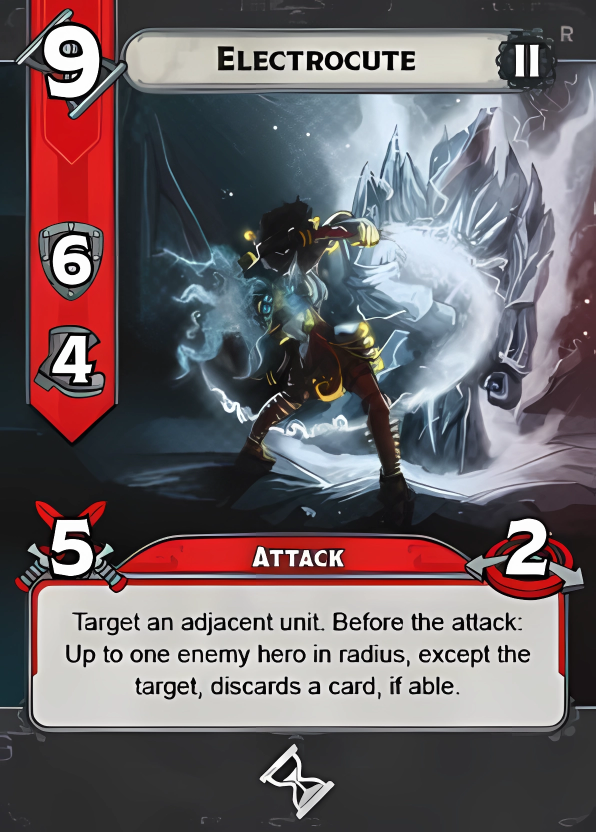 9
ELECTROCUTE
II
R
6
4
5
ATTACK
2
Target an adjacent unit. Before the attack:
Up to one enemy hero in radius, except the
target, discards a card, if able.